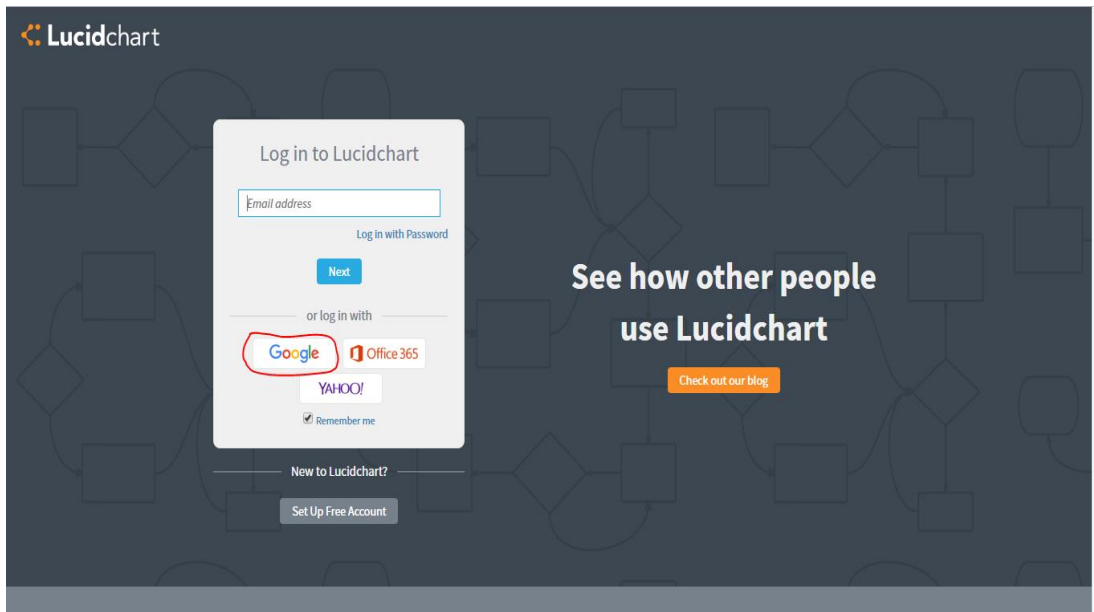 Lucidchart
Log in to Lucidchart
Email address
Log in with Password
Next
or log in with
Google
Office 365
YAHOO!
Remember me
New to Lucidchart?
Set Up Free Account
See how other people
use Lucidchart
Check out our blog